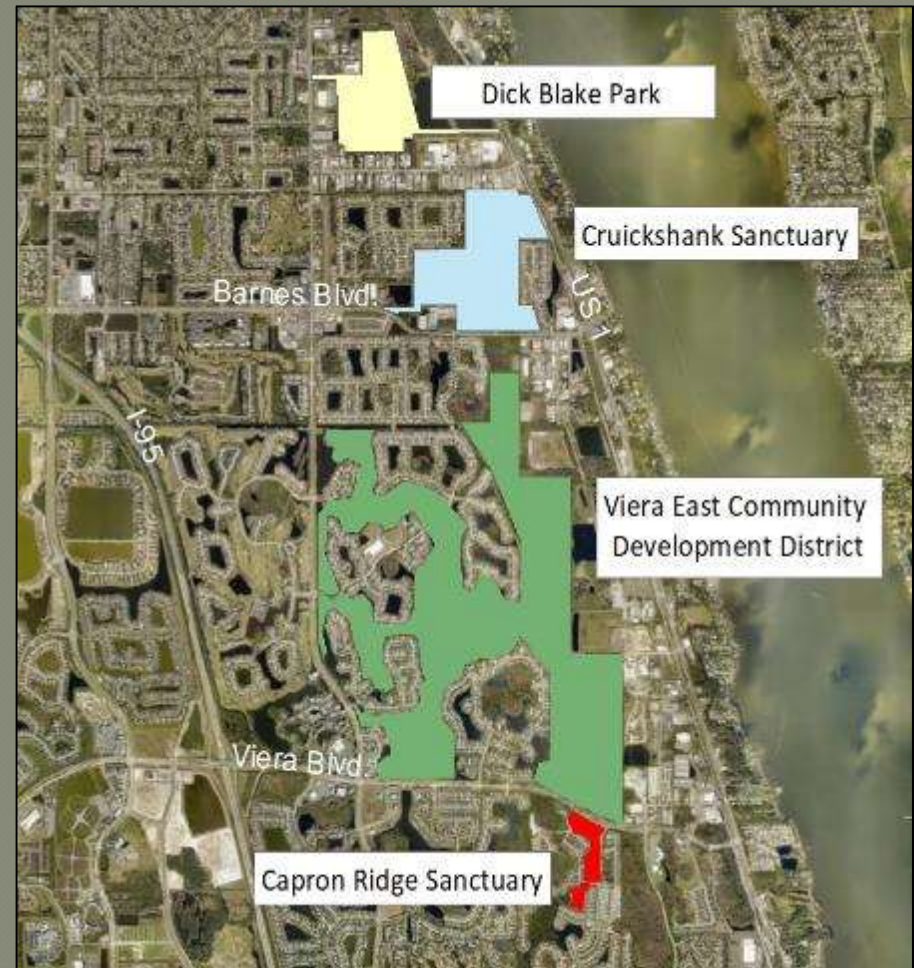 Dick Blake Park
Cruickshank Sanctuary
Barnes Blvd.
US 1
I-95
Viera East Community
Development District
Viera Blvd.
Capron Ridge Sanctuary